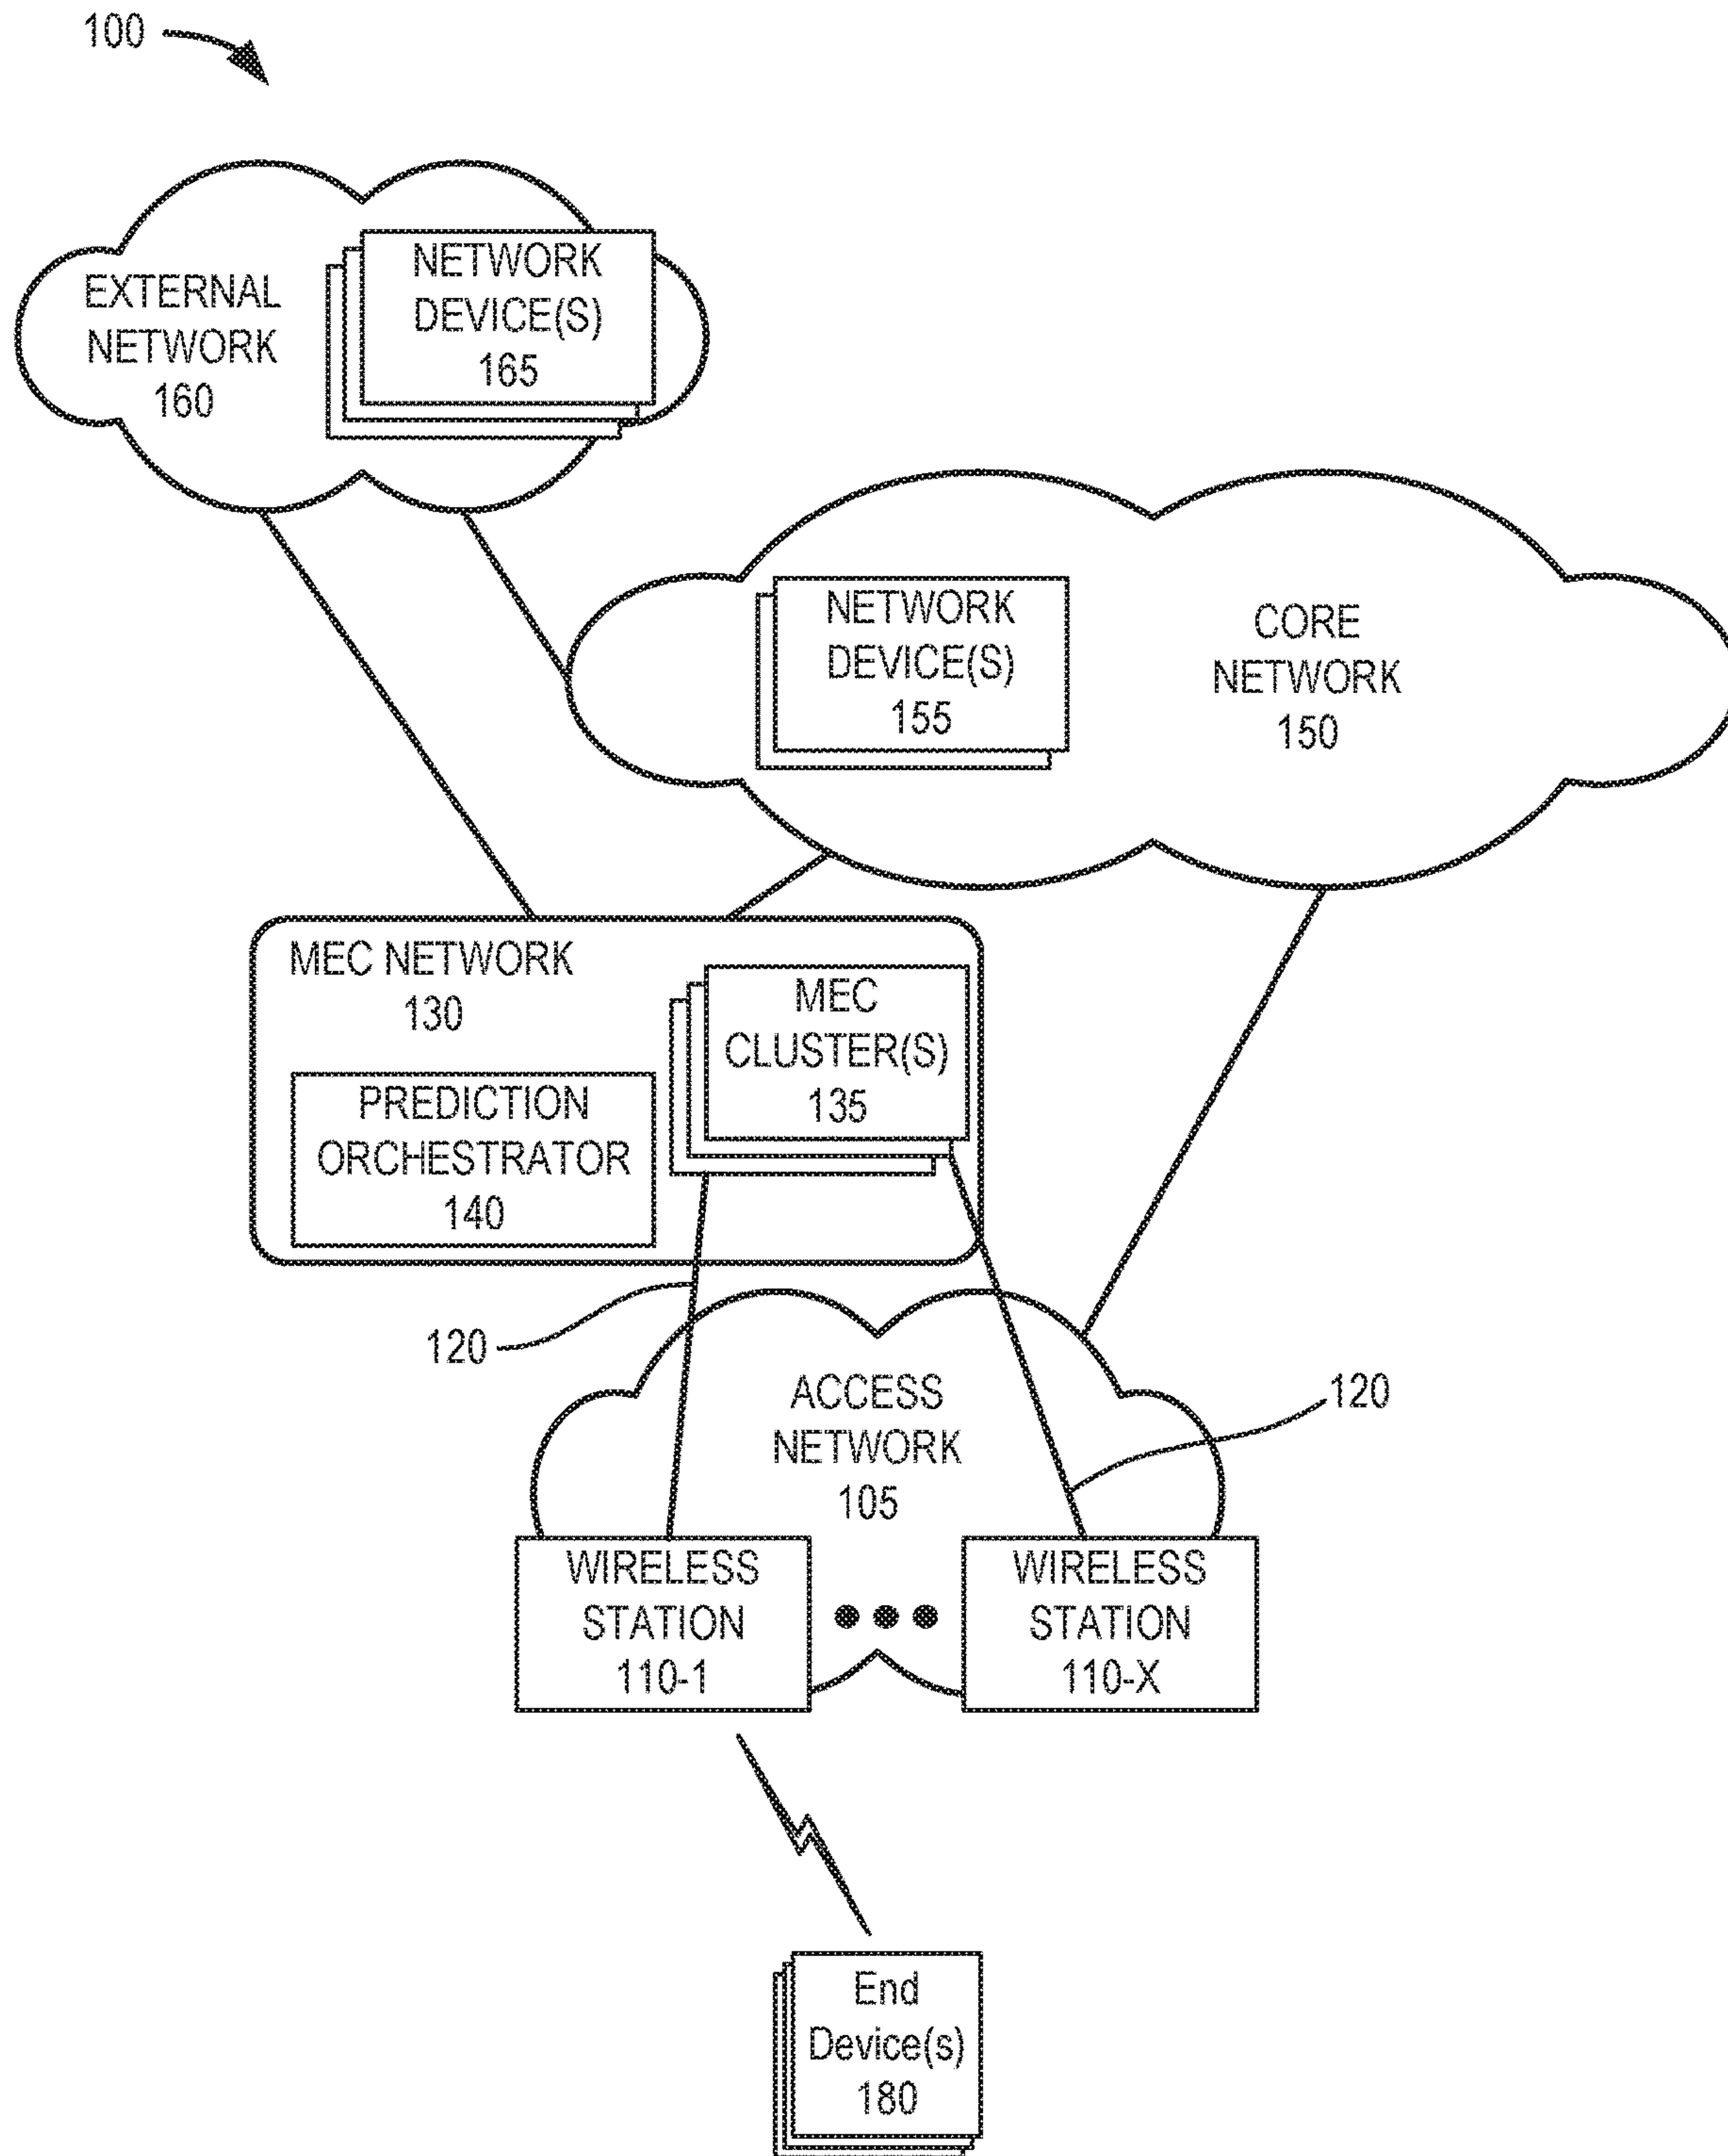 100
EXTERNAL
NETWORK
160
NETWORK
DEVICE(S)
165
NETWORK
DEVICE(S)
155
CORE
NETWORK
150
MEC NETWORK
130
MEC
CLUSTER(S)
135
PREDICTION
ORCHESTRATOR
140
120
ACCESS
NETWORK
105
120
WIRELESS
STATION
110-1
WIRELESS
STATION
110-X
End
Device(s)
180